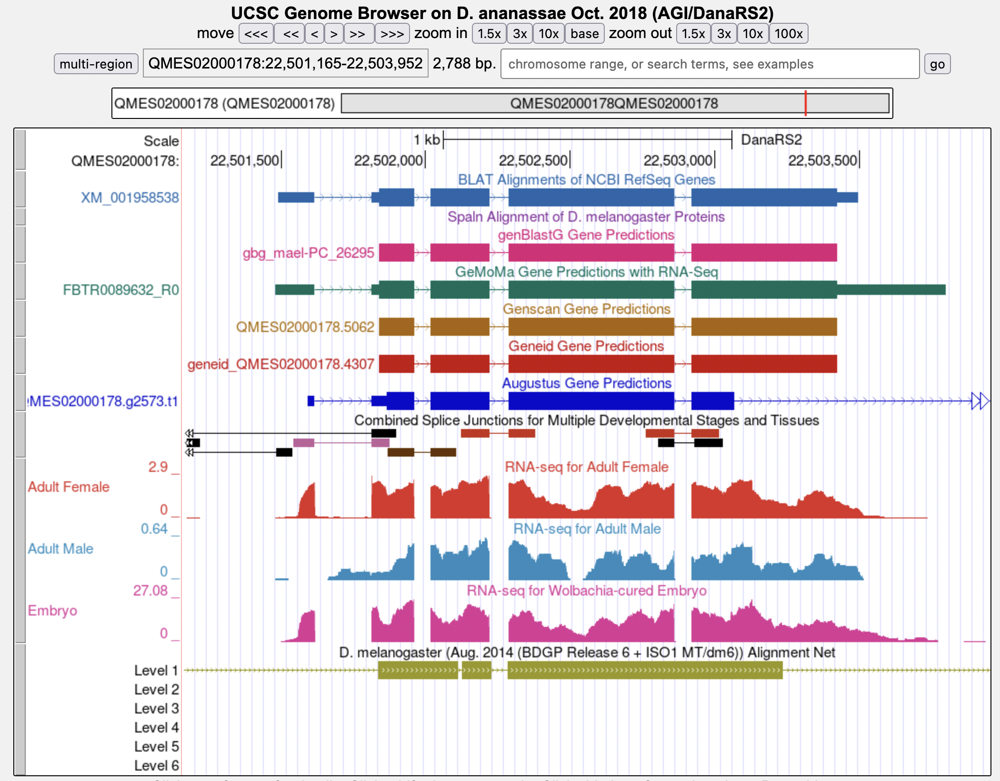 UCSC Genome Browser on D. ananassae Oct. 2018 (AGI/DanaRS2)
move <<< << < > >> >>> zoom in 1.5x 3x 10x base zoom out 1.5x 3x 10x 100x
multi-region QMES02000178:22,501,165-22,503,952 2,788 bp. chromosome range, or search terms, see examples go
QMES02000178 (QMES02000178) QMES02000178QMES02000178
Scale 1 kb DanaRS2
QMES02000178: 22,501,500 22,502,000 22,502,500 22,503,000 22,503,500
BLAT Alignments of NCBI RefSeq Genes
XM_001958538
Spaln Alignment of D. melanogaster Proteins
genBlastG Gene Predictions
gbg_mael-PC_26295
GeMoMa Gene Predictions with RNA-Seq
FBTR0089632_R0
Genscan Gene Predictions
QMES02000178.5062
Geneid Gene Predictions
geneid_QMES02000178.4307
Augustus Gene Predictions
MES02000178.g2573.t1
Combined Splice Junctions for Multiple Developmental Stages and Tissues
2.9 _ RNA-seq for Adult Female
Adult Female
0 _
0.64 _ RNA-seq for Adult Male
Adult Male
0 _
27.08 _ RNA-seq for Wolbachia-cured Embryo
Embryo
0 _
D. melanogaster (Aug. 2014 (BDGP Release 6 + ISO1 MT/dm6)) Alignment Net
Level 1
Level 2
Level 3
Level 4
Level 5
Level 6